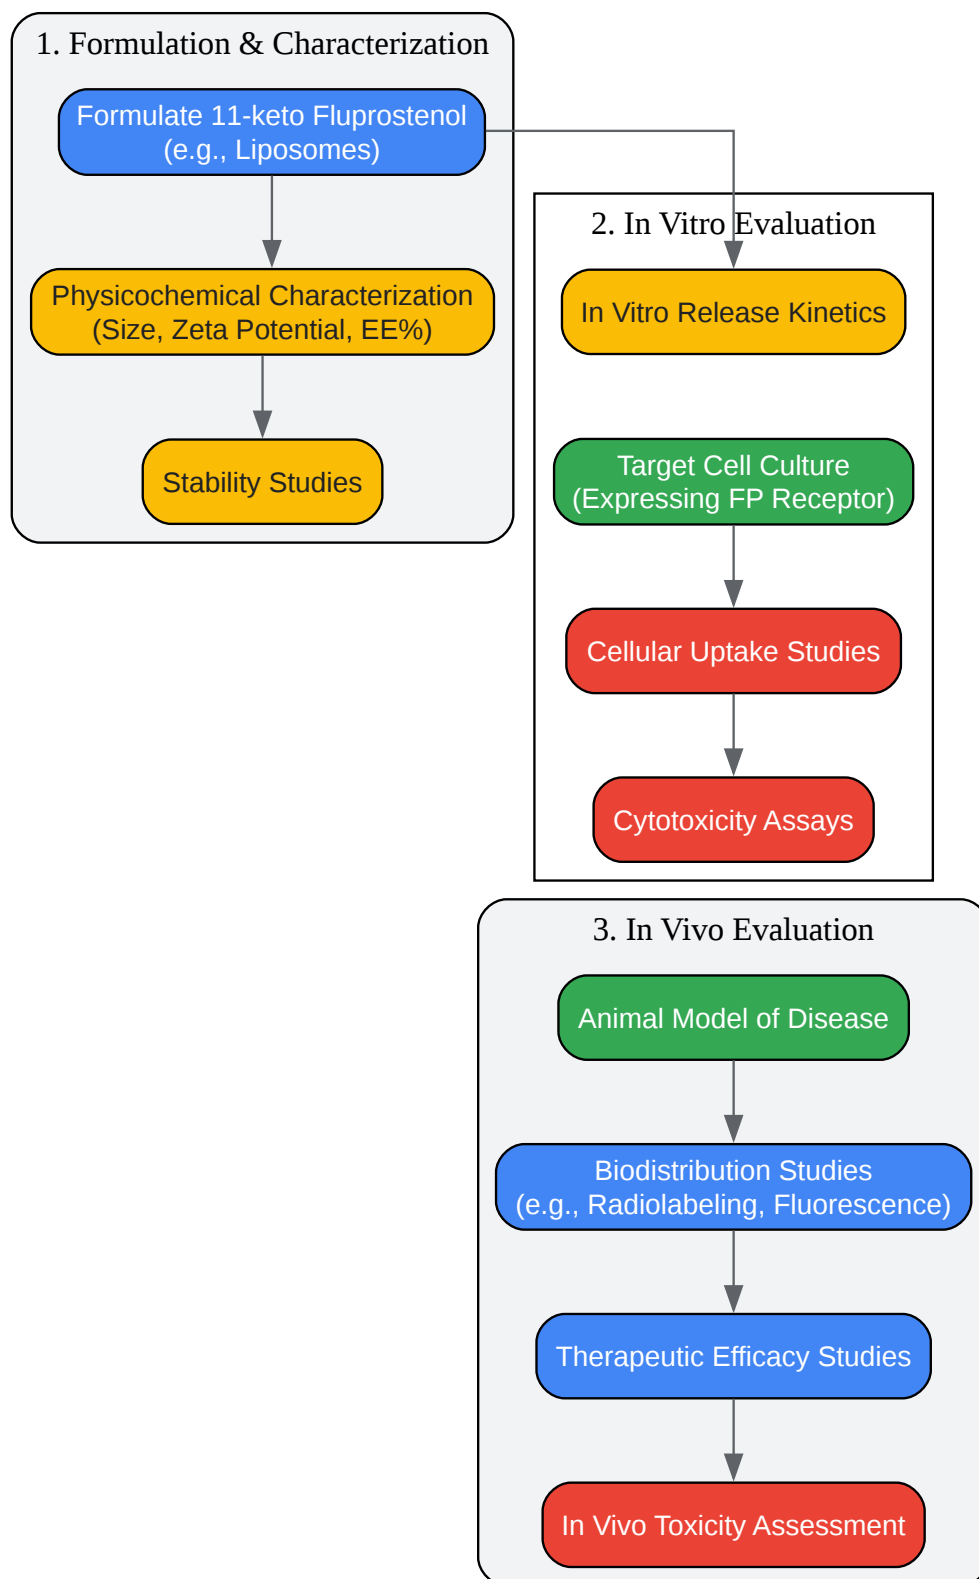 1. Formulation & Characterization
Formulate 11-keto Fluprostenol
(e.g., Liposomes)
Physicochemical Characterization
(Size, Zeta Potential, EE%)
Stability Studies
2. In Vitro Evaluation
In Vitro Release Kinetics
Target Cell Culture
(Expressing FP Receptor)
Cellular Uptake Studies
Cytotoxicity Assays
3. In Vivo Evaluation
Animal Model of Disease
Biodistribution Studies
(e.g., Radiolabeling, Fluorescence)
Therapeutic Efficacy Studies
In Vivo Toxicity Assessment